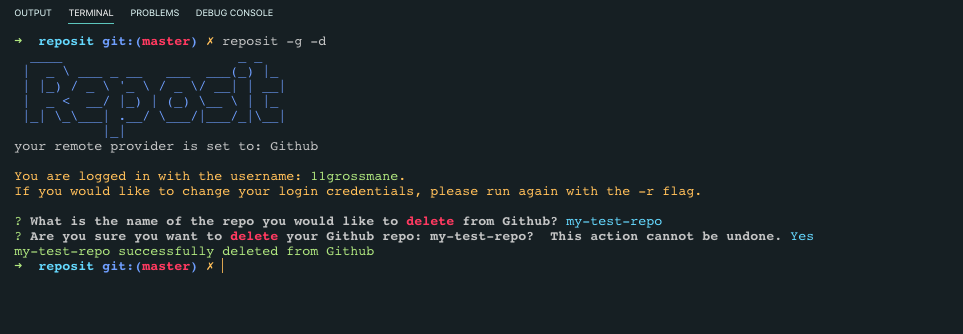 OUTPUT TERMINAL PROBLEMS DEBUG CONSOLE
➜ reposit git:(master) ✗ reposit -g -d
Reposit
your remote provider is set to: Github
You are logged in with the username: llgrossmane.
If you would like to change your login credentials, please run again with the -r flag.
? What is the name of the repo you would like to delete from Github? my-test-repo
? Are you sure you want to delete your Github repo: my-test-repo? This action cannot be undone. Yes
my-test-repo successfully deleted from Github
➜ reposit git:(master) ✗